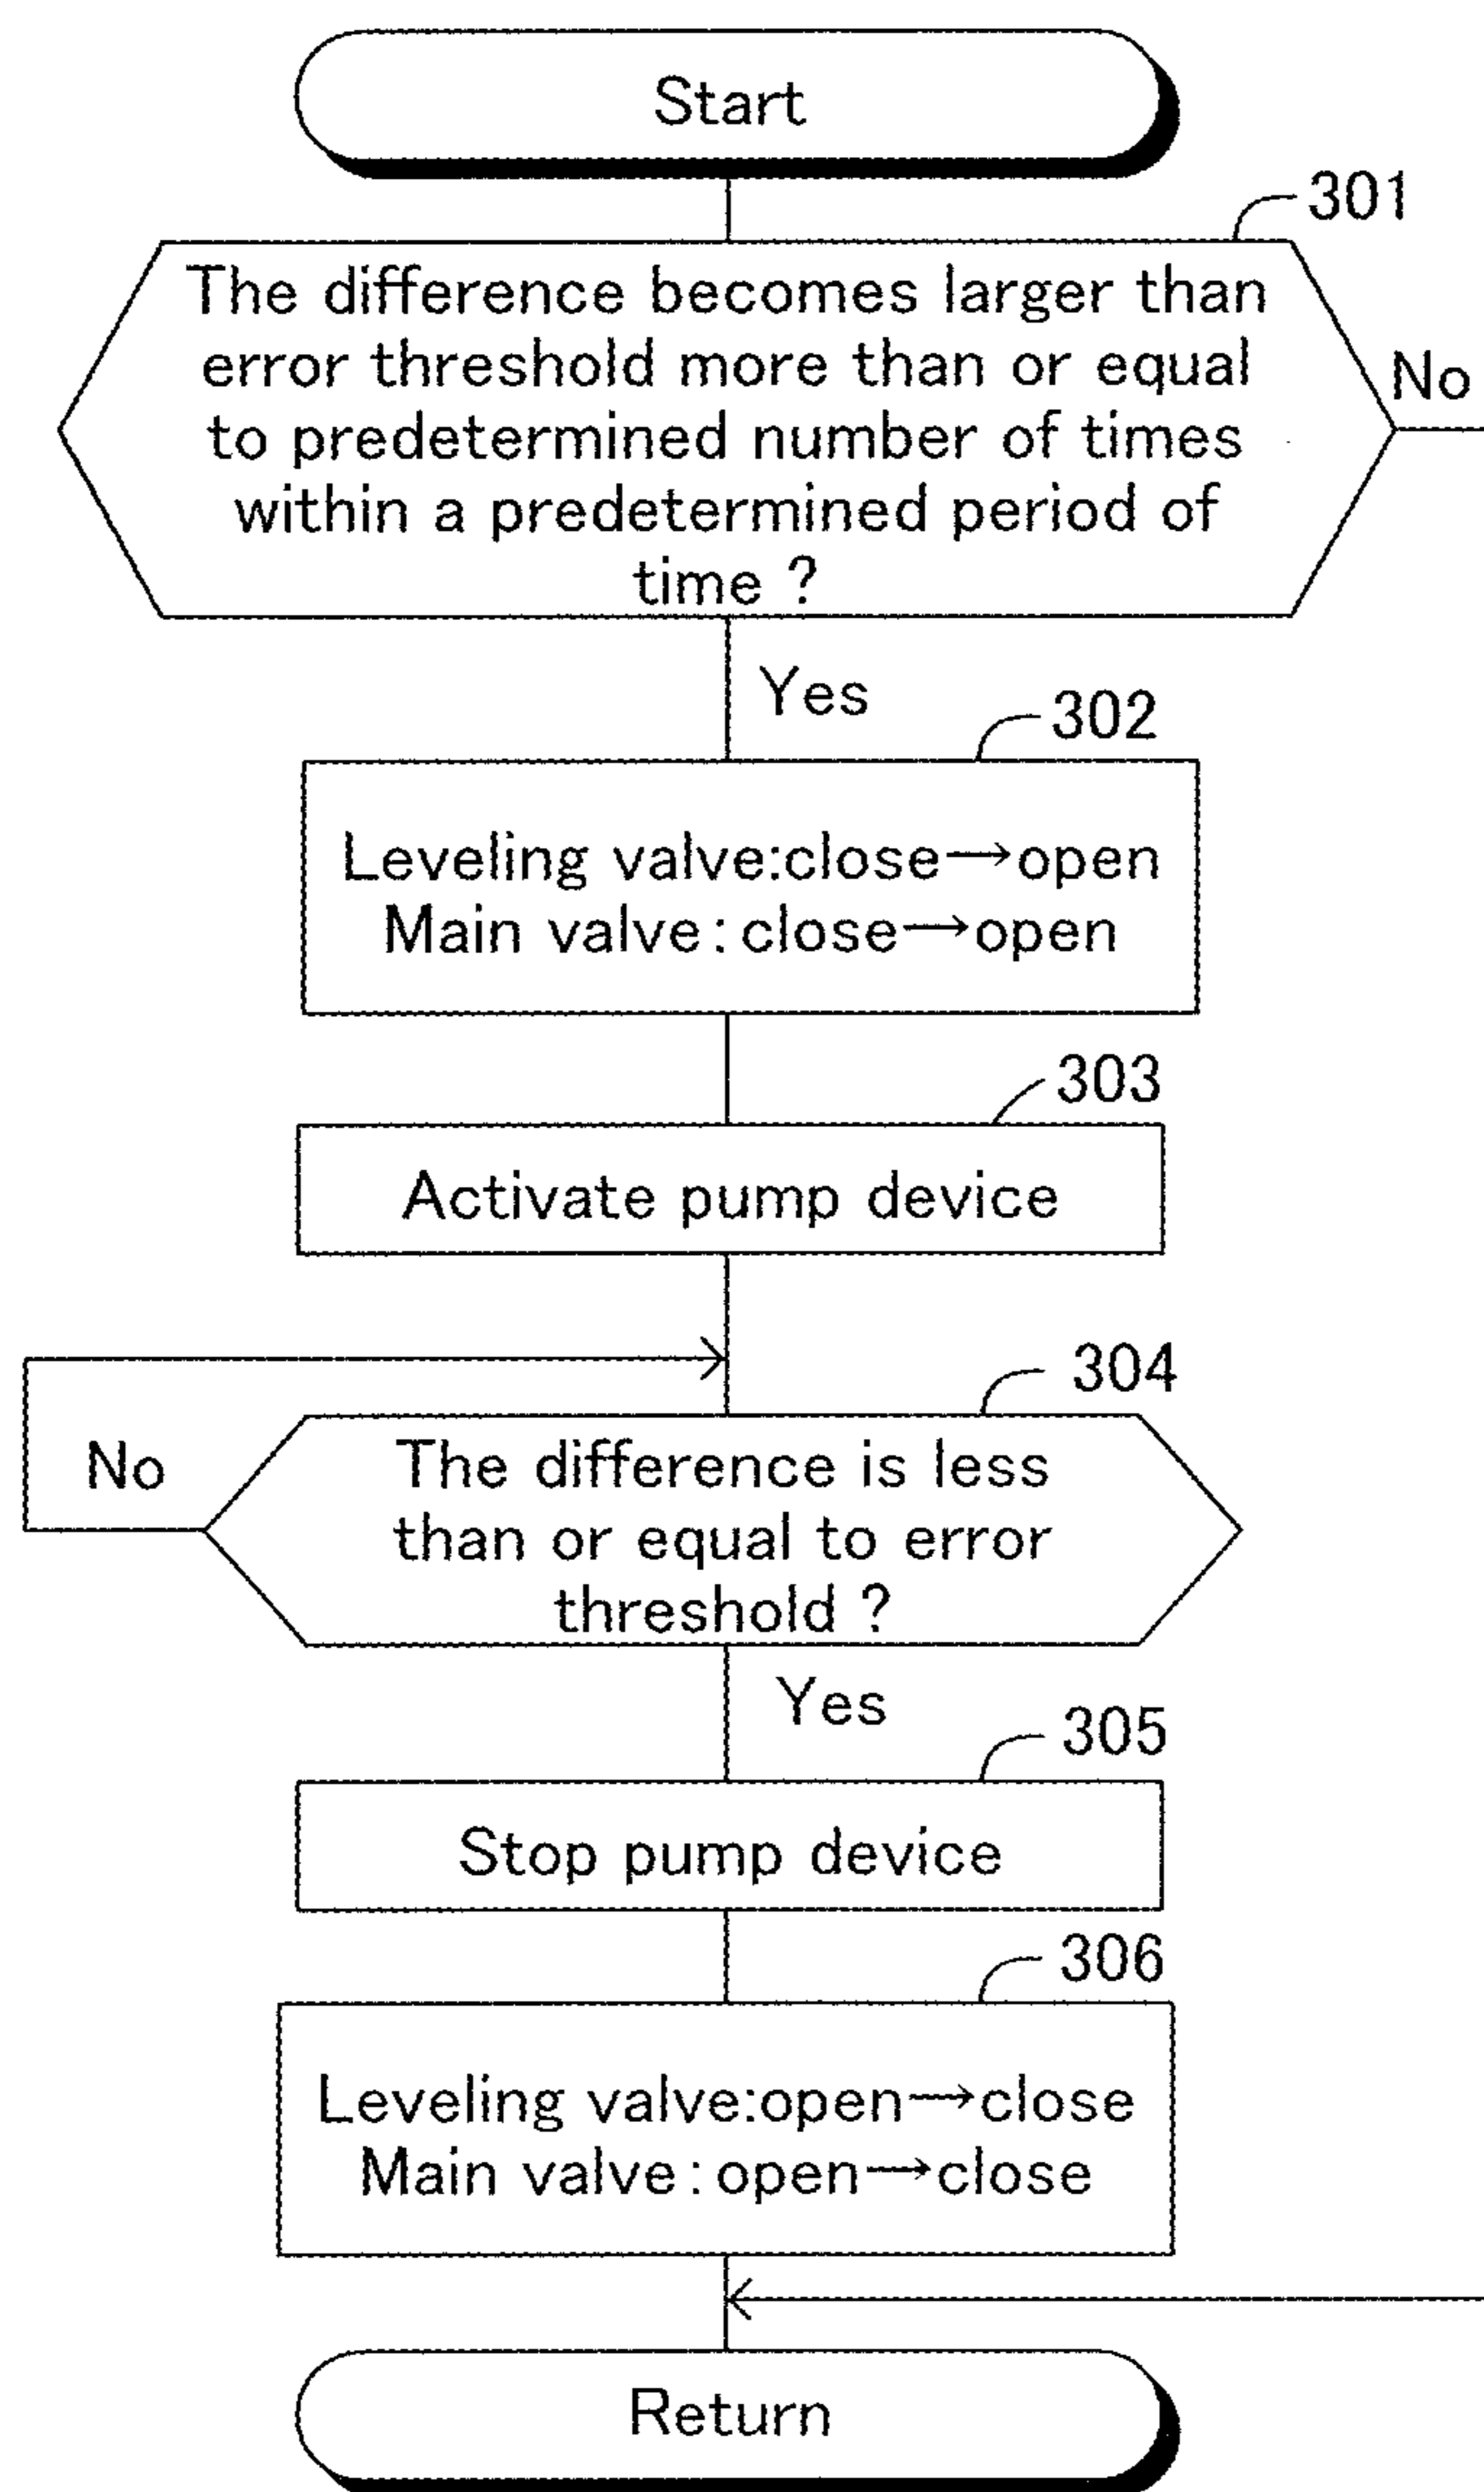 Start
301
The difference becomes larger than
error threshold more than or equal
to predetermined number of times
within a predetermined period of
time ?
No
Yes
302
Leveling valve:close→open
Main valve:close→open
303
Activate pump device
304
No
The difference is less
than or equal to error
threshold ?
Yes
305
Stop pump device
306
Leveling valve:open→close
Main valve:open→close
Return